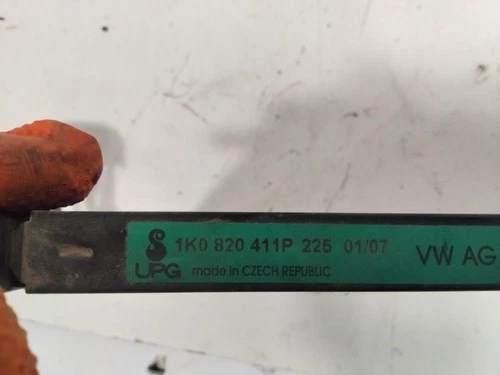 1K0 820 411P 225 01/07 VW AG
UPG made in CZECH REPUBLIC